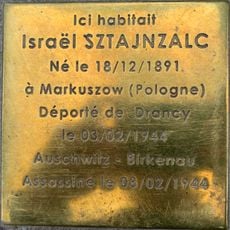 Ici habitait
Israël SZTAJNZALC
Né le 18/12/1891
à Markuszow (Pologne)
Déporté de Drancy
le 03/02/1944
Auschwitz - Birkenau
Assassiné le 08/02/1944